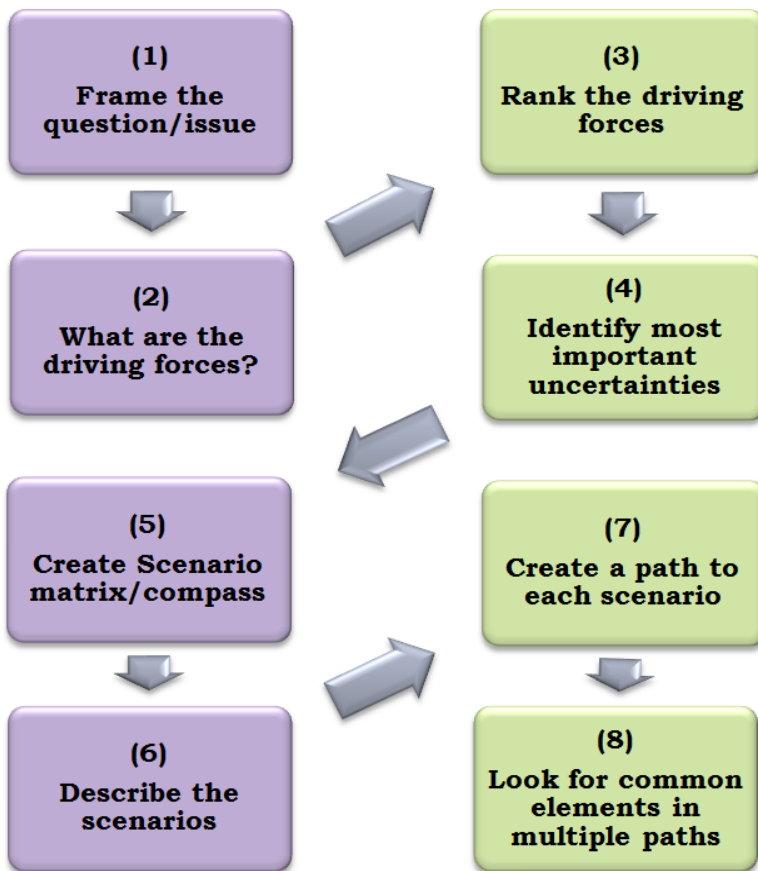 (1)
Frame the
question/issue
(2)
What are the
driving forces?
(3)
Rank the driving
forces
(4)
Identify most
important
uncertainties
(5)
Create Scenario
matrix/compass
(6)
Describe the
scenarios
(7)
Create a path to
each scenario
(8)
Look for common
elements in
multiple paths